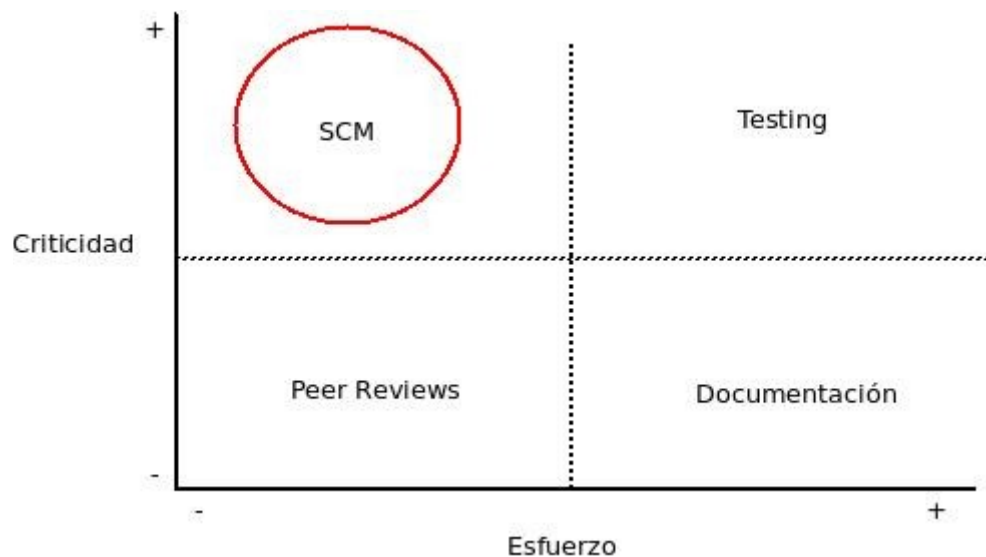 +
SCM
Testing
Criticidad
Peer Reviews
Documentación
-
-
+
Esfuerzo